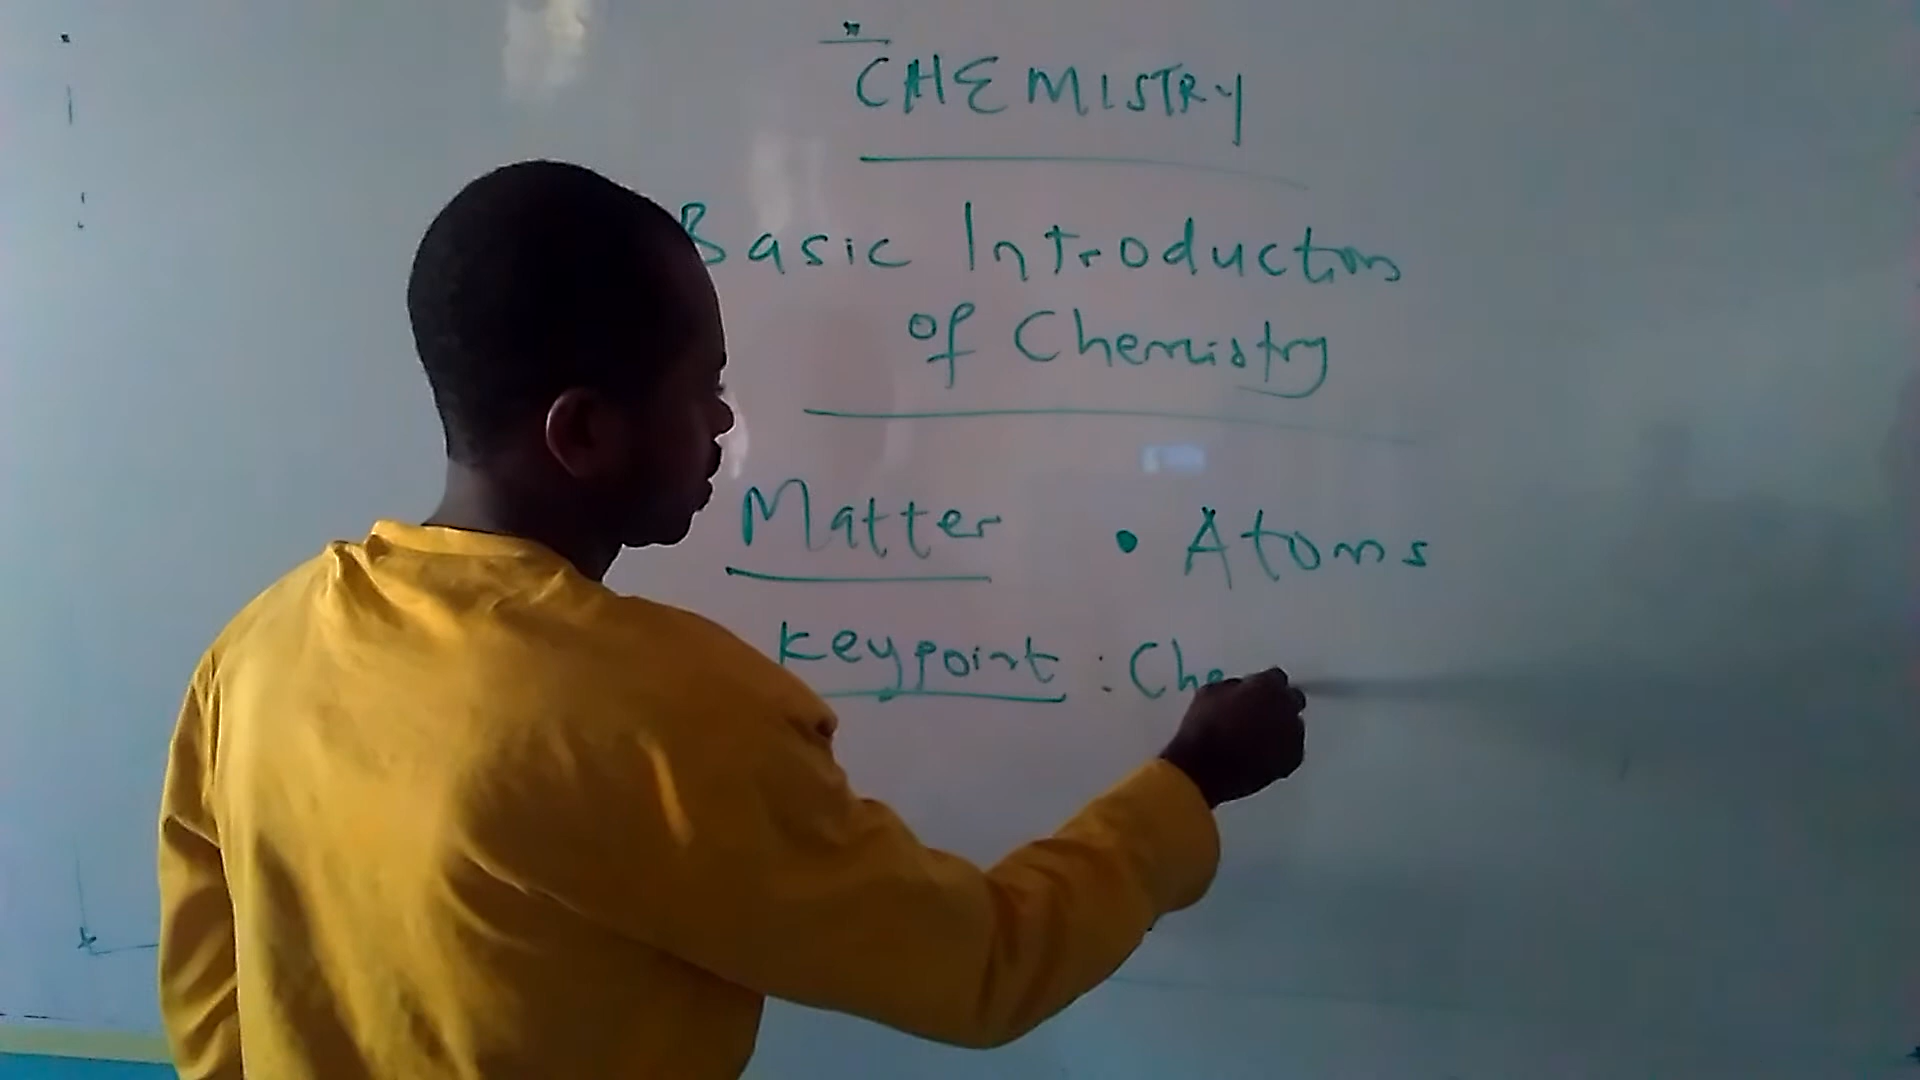 CHEMISTRY
Basic Introduction
of Chemistry
Matter • Atoms
Keypoint : Che